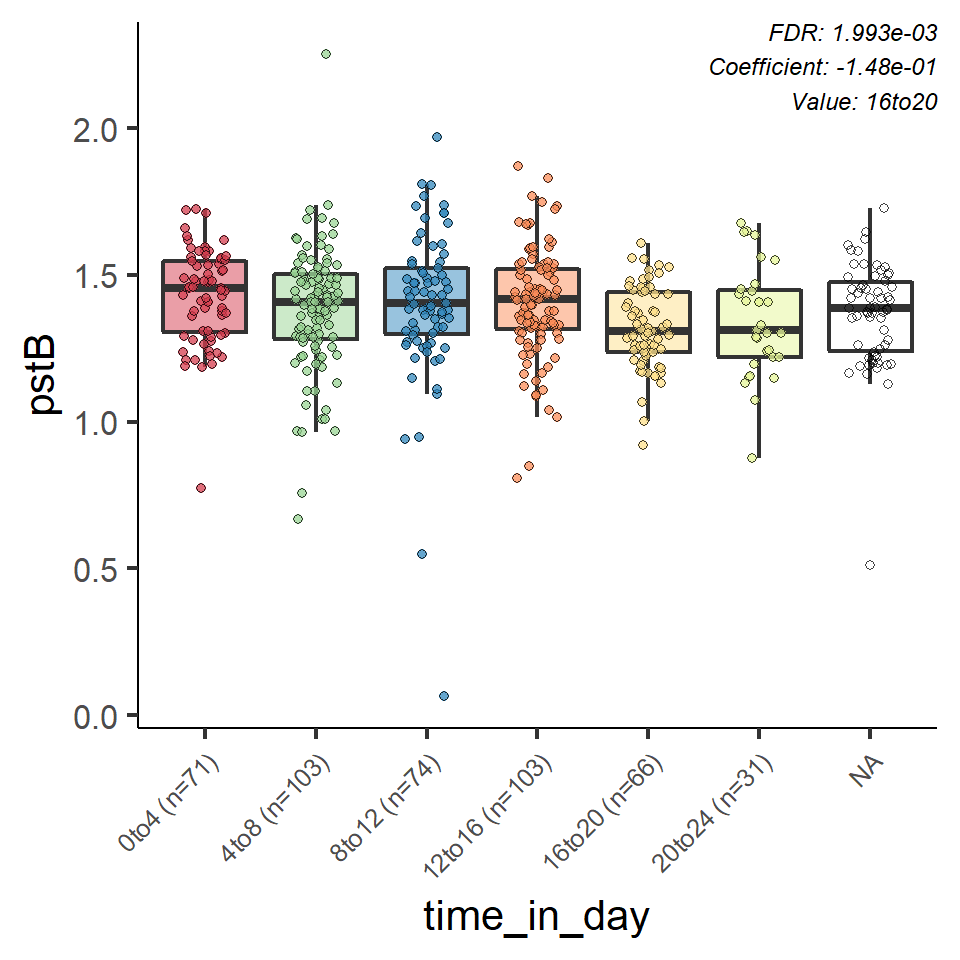 FDR: 1.993e-03
Coefficient: -1.48e-01
Value: 16to20
pstB
2.0
1.5
1.0
0.5
0.0
0to4 (n=71)
4to8 (n=103)
8to12 (n=74)
12to16 (n=103)
16to20 (n=66)
20to24 (n=31)
NA
time_in_day